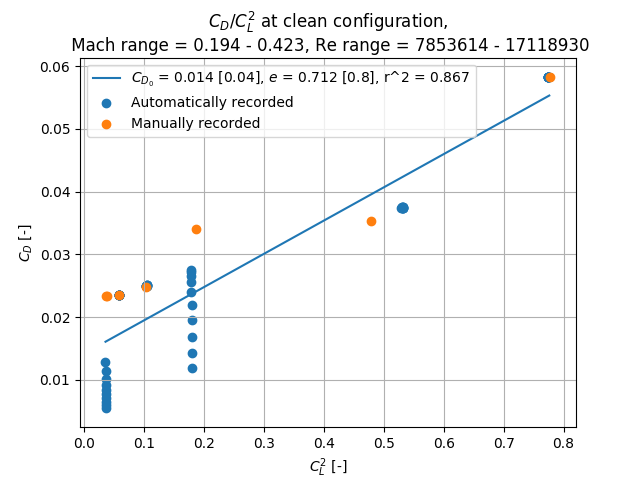 C_D/C_L^2 at clean configuration,
Mach range = 0.194 - 0.423, Re range = 7853614 - 17118930
C_{D_0} = 0.014 [0.04], e = 0.712 [0.8], r^2 = 0.867
Automatically recorded
Manually recorded
0.06
0.05
0.04
0.03
0.02
0.01
C_D [-]
0.0 0.1 0.2 0.3 0.4 0.5 0.6 0.7 0.8
C_L^2 [-]